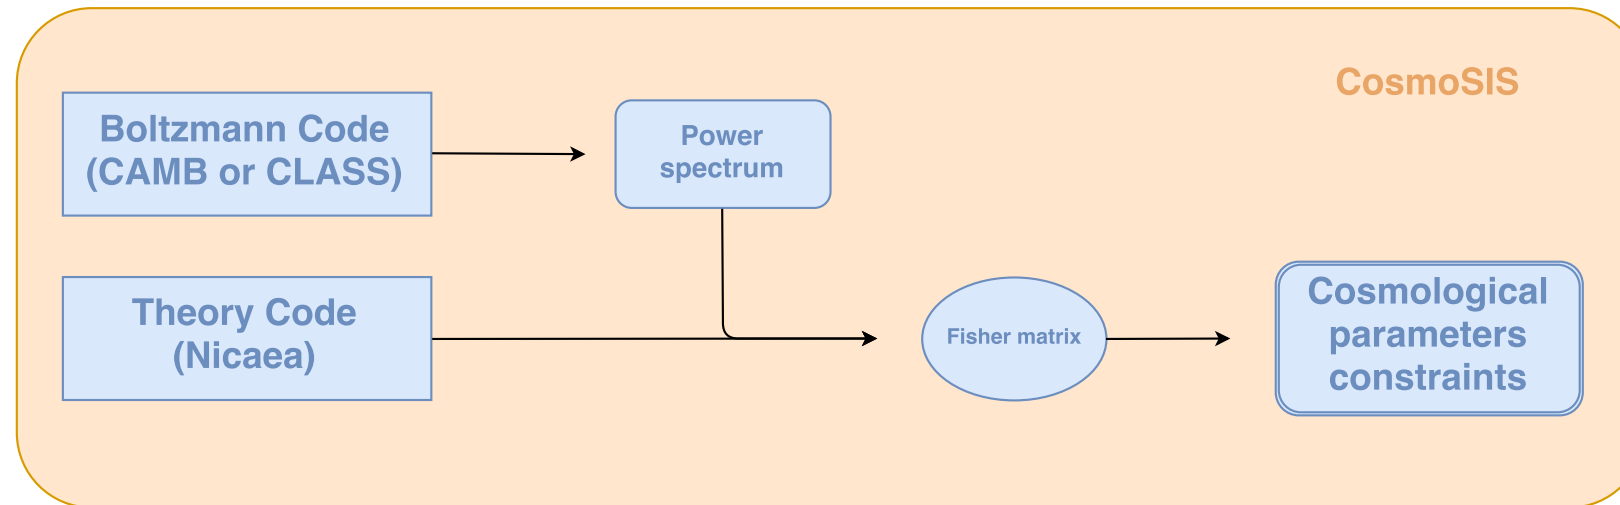 CosmoSIS
Boltzmann Code
(CAMB or CLASS)
Power
spectrum
Theory Code
(Nicaea)
Fisher matrix
Cosmological
parameters
constraints